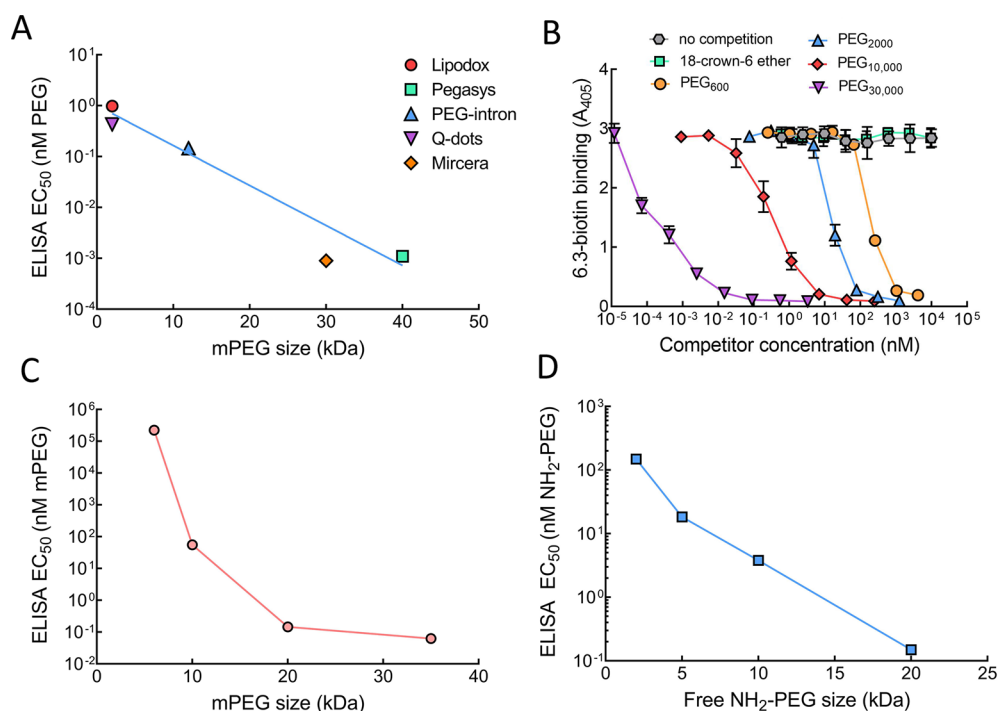 A
ELISA EC50 (nM PEG)
10^1
10^0
10^-1
10^-2
10^-3
10^-4
0
10
20
30
40
50
mPEG size (kDa)
Lipodox
Pegasys
PEG-intron
Q-dots
Mircera
B
no competition
18-crown-6 ether
PEG600
PEG2000
PEG10,000
PEG30,000
6.3-biotin binding (A405)
4
3
2
1
0
10^-5
10^-4
10^-3
10^-2
10^-1
10^0
10^1
10^2
10^3
10^4
10^5
Competitor concentration (nM)
C
ELISA EC50 (nM mPEG)
10^6
10^5
10^4
10^3
10^2
10^1
10^0
10^-1
10^-2
0
10
20
30
40
mPEG size (kDa)
D
ELISA EC50 (nM NH2-PEG)
10^3
10^2
10^1
10^0
10^-1
0
5
10
15
20
25
Free NH2-PEG size (kDa)